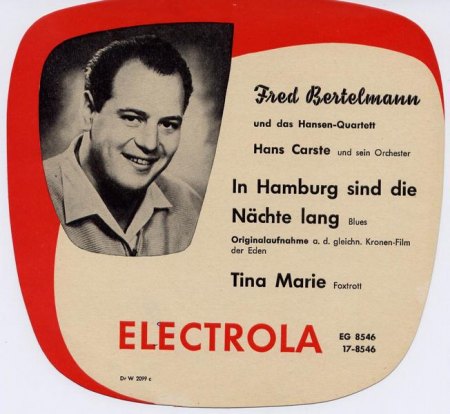 Fred Bertelmann
und das Hansen-Quartett
Hans Carste und sein Orchester
In Hamburg sind die
Nächte lang Blues
Originalaufnahme a. d. gleichn. Kronen-Film
der Eden
Tina Marie Foxtrott
ELECTROLA
EG 8546
17-8546
Dr W 2099 c